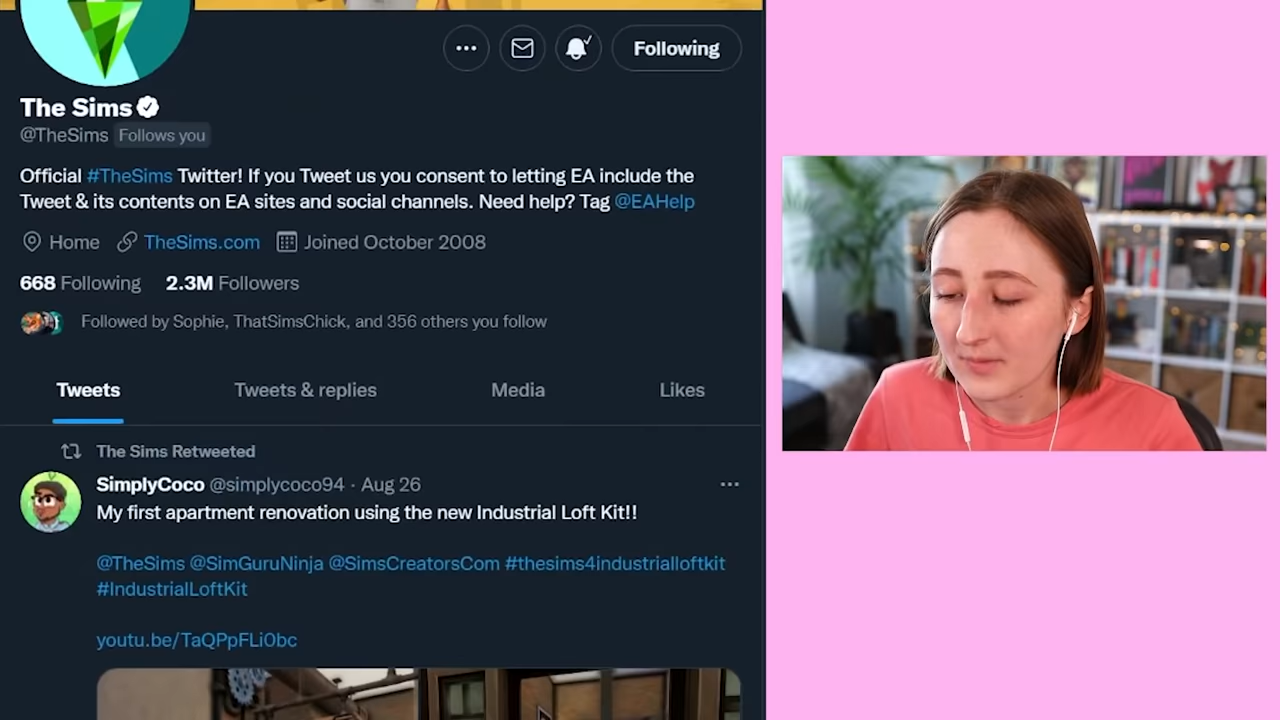 Following
The Sims
@TheSims Follows you
Official #TheSims Twitter! If you Tweet us you consent to letting EA include the
Tweet & its contents on EA sites and social channels. Need help? Tag @EAHelp
Home TheSims.com Joined October 2008
668 Following 2.3M Followers
Followed by Sophie, ThatSimsChick, and 356 others you follow
Tweets Tweets & replies Media Likes
The Sims Retweeted
SimplyCoco @simplycoco94 · Aug 26
My first apartment renovation using the new Industrial Loft Kit!!
@TheSims @SimGuruNinja @SimsCreatorsCom #thesims4industrialloftkit
#IndustrialLoftKit
youtu.be/TaQPpFLi0bc